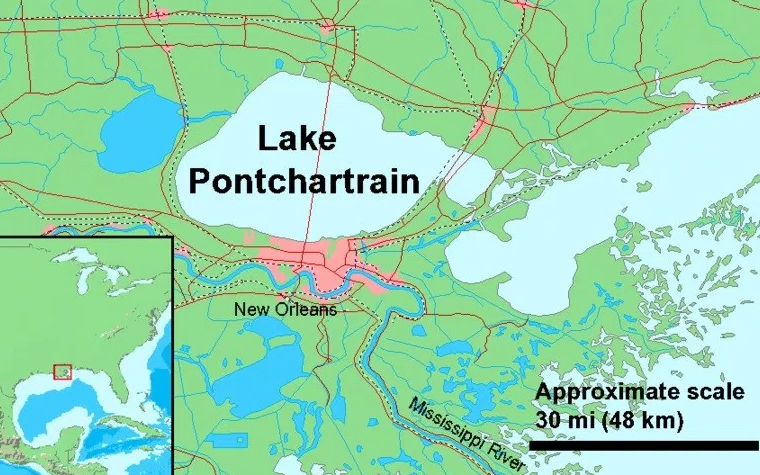 Lake
Pontchartrain
New Orleans
Approximate scale
30 mi (48 km)
Mississippi River